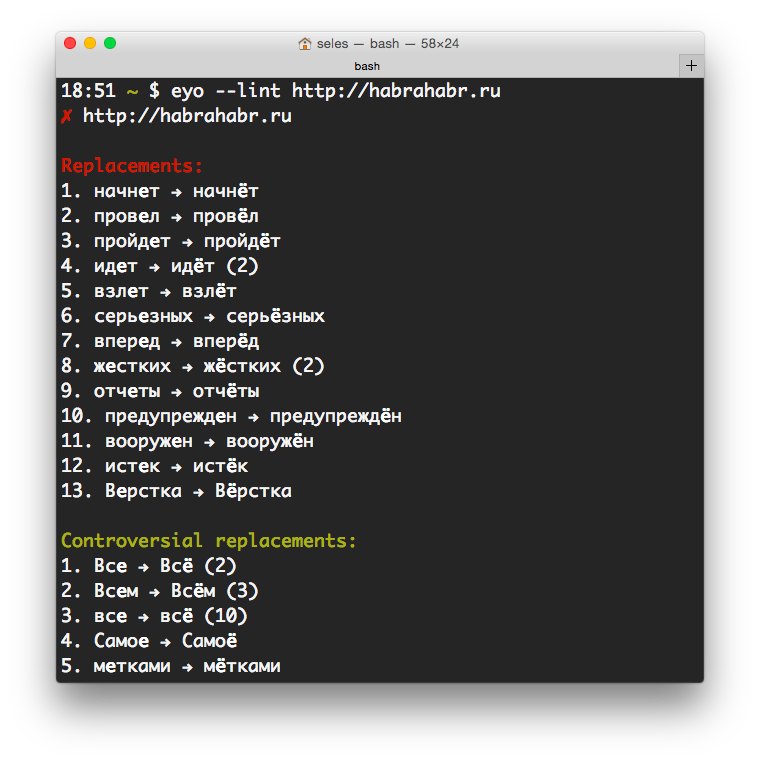 seles — bash — 58×24
bash
18:51 ~ $ eyo --lint http://habrahabr.ru
✗ http://habrahabr.ru
Replacements:
1. начнет → начнёт
2. провел → провёл
3. пройдет → пройдёт
4. идет → идёт (2)
5. взлет → взлёт
6. серьезных → серьёзных
7. вперед → вперёд
8. жестких → жёстких (2)
9. отчеты → отчёты
10. предупрежден → предупреждён
11. вооружен → вооружён
12. истек → истёк
13. Верстка → Вёрстка
Controversial replacements:
1. Все → Всё (2)
2. Всем → Всём (3)
3. все → всё (10)
4. Самое → Самоё
5. метками → мётками